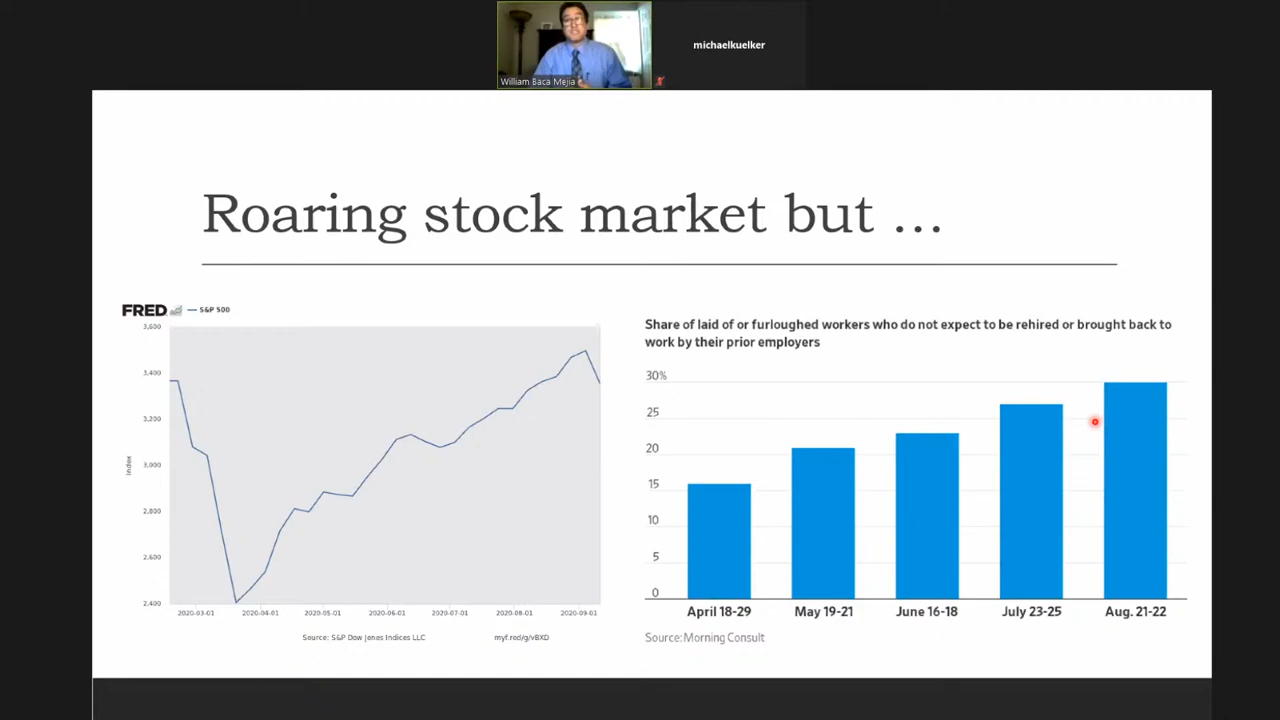 William Baca Mejia
michaelkuelker
Roaring stock market but ...
FRED
S&P 500
3,600
3,400
3,200
3,000
2,800
2,600
2,400
Index
2020-03-01 2020-04-01 2020-05-01 2020-06-01 2020-07-01 2020-08-01 2020-09-01
Source: S&P Dow Jones Indices LLC
myf.red/g/vBXD
Share of laid of or furloughed workers who do not expect to be rehired or brought back to
work by their prior employers
30%
25
20
15
10
5
0
April 18-29 May 19-21 June 16-18 July 23-25 Aug. 21-22
Source: Morning Consult